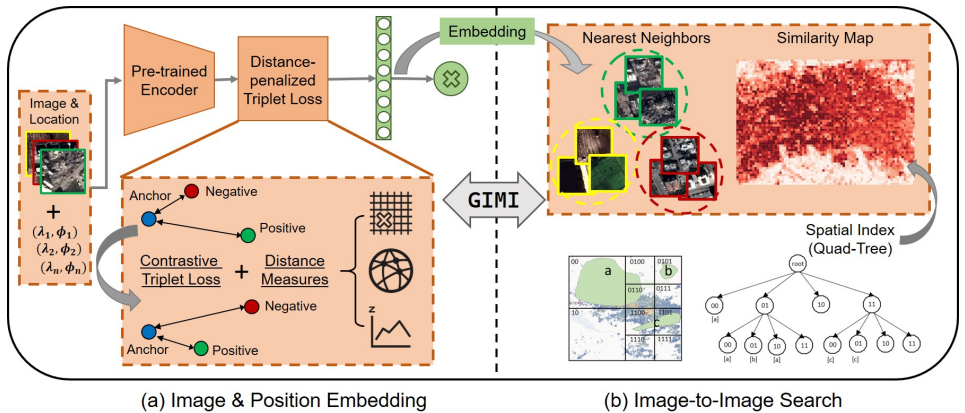 Pre-trained
Encoder
Distance-
penalized
Triplet Loss
Embedding
Image &
Location
+
(λ₁, ϕ₁)
(λ₂, ϕ₂)
(λₙ, ϕₙ)
Anchor
Negative
Positive
Contrastive
Triplet Loss
+
Distance
Measures
z
Negative
Anchor
Positive
GIMI
Nearest Neighbors
Similarity Map
Spatial Index
(Quad-Tree)
00
a
0100
0101
b
0110
0111
10
1100
1101
c
1110
1111
root
00
01
10
11
[a]
00
01
10
11
00
01
10
11
[a]
[b]
[a]
[c]
[c]
(a) Image & Position Embedding
(b) Image-to-Image Search